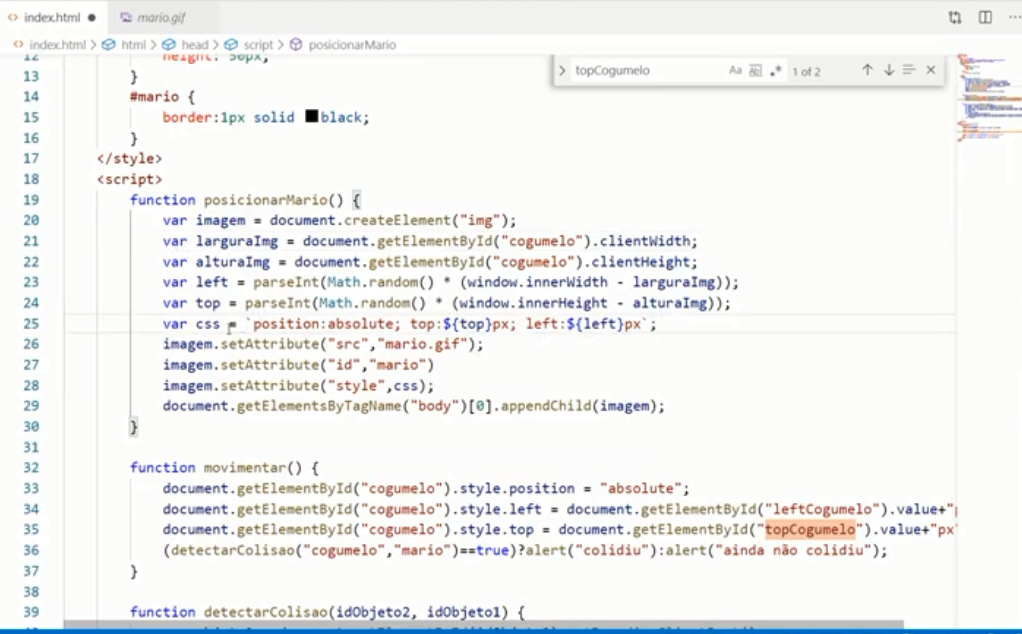 index.html ●
mario.gif
index.html > html > head > script > posicionarMario
topCogumelo Aa ab .* 1 of 2
12 height: 50px;
13 }
14 #mario {
15 border:1px solid black;
16 }
17 </style>
18 <script>
19 function posicionarMario() {
20 var imagem = document.createElement("img");
21 var larguraImg = document.getElementById("cogumelo").clientWidth;
22 var alturaImg = document.getElementById("cogumelo").clientHeight;
23 var left = parseInt(Math.random() * (window.innerWidth - larguraImg));
24 var top = parseInt(Math.random() * (window.innerHeight - alturaImg));
25 var css = `position:absolute; top:${top}px; left:${left}px`;
26 imagem.setAttribute("src","mario.gif");
27 imagem.setAttribute("id","mario")
28 imagem.setAttribute("style",css);
29 document.getElementsByTagName("body")[0].appendChild(imagem);
30 }
31
32 function movimentar() {
33 document.getElementById("cogumelo").style.position = "absolute";
34 document.getElementById("cogumelo").style.left = document.getElementById("leftCogumelo").value+"p
35 document.getElementById("cogumelo").style.top = document.getElementById("topCogumelo").value+"px"
36 (detectarColisao("cogumelo","mario")==true)?alert("colidiu"):alert("ainda não colidiu");
37 }
38
39 function detectarColisao(idObjeto2, idObjeto1) {